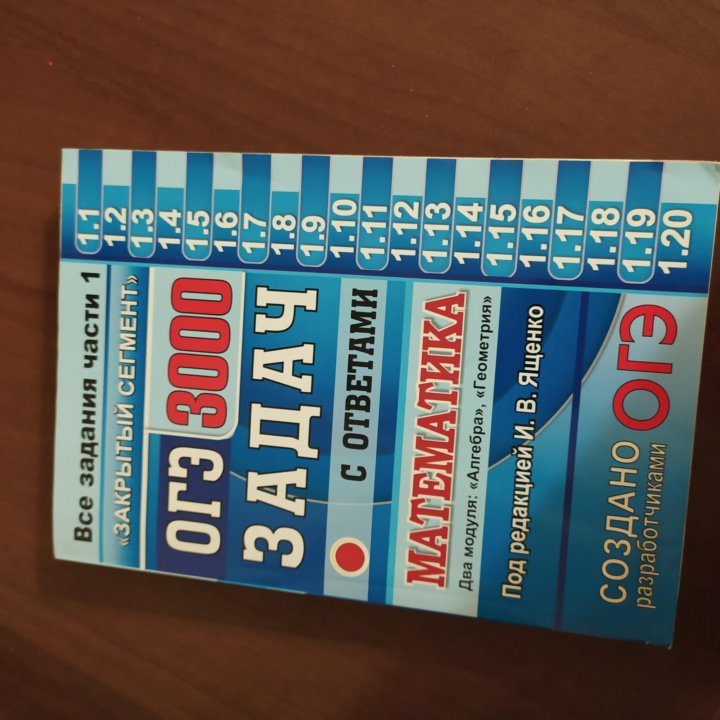 Все задания части 1
«ЗАКРЫТЫЙ СЕГМЕНТ»
ОГЭ 3000
ЗАДАЧ
С ОТВЕТАМИ
МАТЕМАТИКА
Два модуля: «Алгебра», «Геометрия»
Под редакцией И. В. Ященко
СОЗДАНО
разработчиками
ОГЭ
1.1
1.2
1.3
1.4
1.5
1.6
1.7
1.8
1.9
1.10
1.11
1.12
1.13
1.14
1.15
1.16
1.17
1.18
1.19
1.20